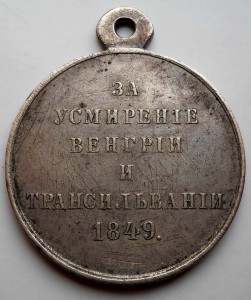 ЗА
УСМИРЕНІЕ
ВЕНГРІИ
И
ТРАНСИЛЬВАНІИ
1849.